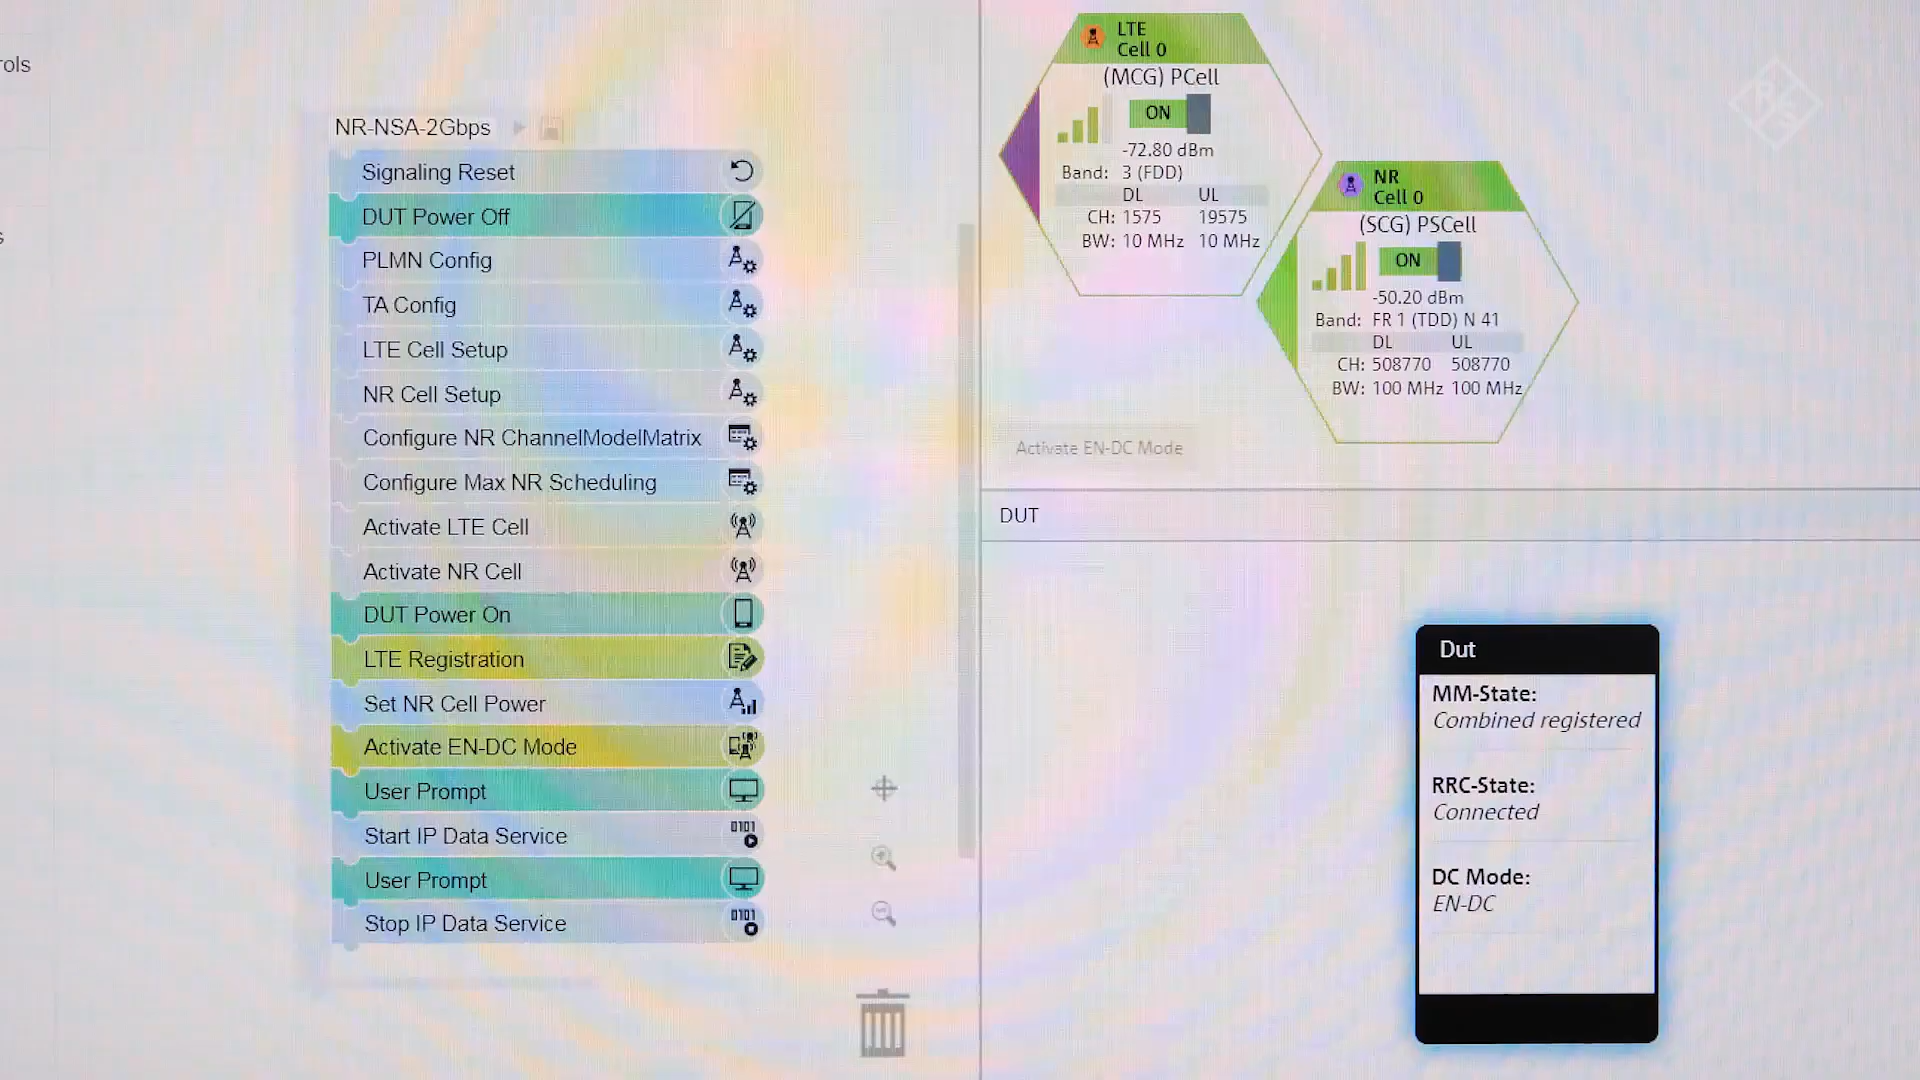 rols
s
NR-NSA-2Gbps
Signaling Reset
DUT Power Off
PLMN Config
TA Config
LTE Cell Setup
NR Cell Setup
Configure NR ChannelModelMatrix
Configure Max NR Scheduling
Activate LTE Cell
Activate NR Cell
DUT Power On
LTE Registration
Set NR Cell Power
Activate EN-DC Mode
User Prompt
Start IP Data Service
User Prompt
Stop IP Data Service
LTE
Cell 0
(MCG) PCell
ON
-72.80 dBm
Band: 3 (FDD)
DL UL
CH: 1575 19575
BW: 10 MHz 10 MHz
NR
Cell 0
(SCG) PSCell
ON
-50.20 dBm
Band: FR 1 (TDD) N 41
DL UL
CH: 508770 508770
BW: 100 MHz 100 MHz
Activate EN-DC Mode
DUT
Dut
MM-State:
Combined registered
RRC-State:
Connected
DC Mode:
EN-DC
R/S